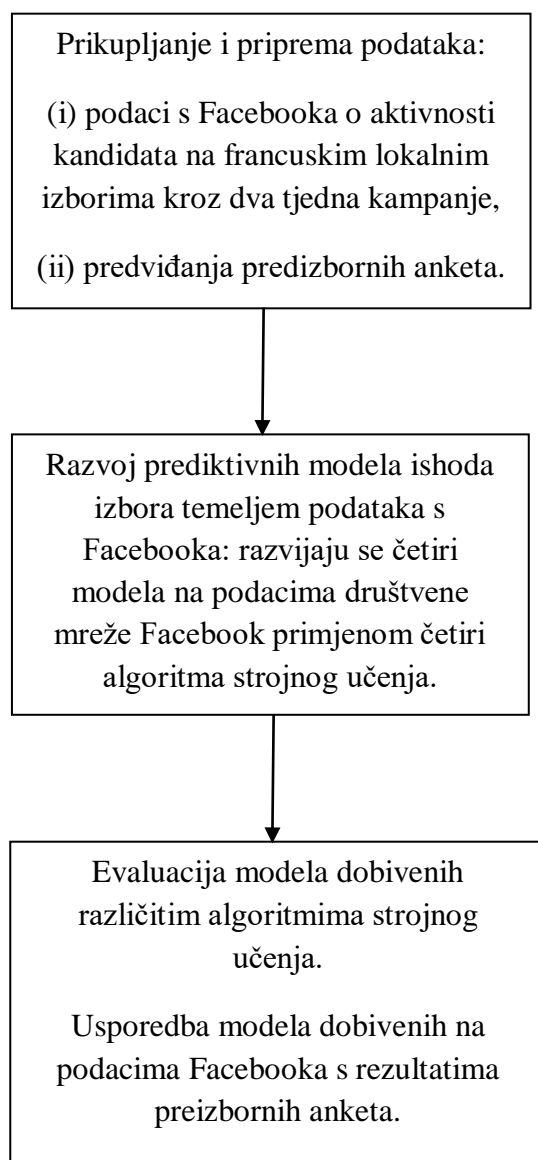 Prikupljanje i priprema podataka:
(i) podaci s Facebooka o aktivnosti
kandidata na francuskim lokalnim
izborima kroz dva tjedna kampanje,
(ii) predviđanja predizbornih anketa.
Razvoj prediktivnih modela ishoda
izbora temeljem podataka s
Facebooka: razvijaju se četiri
modela na podacima društvene
mreže Facebook primjenom četiri
algoritma strojnog učenja.
Evaluacija modela dobivenih
različitim algoritmima strojnog
učenja.
Usporedba modela dobivenih na
podacima Facebooka s rezultatima
preizbornih anketa.